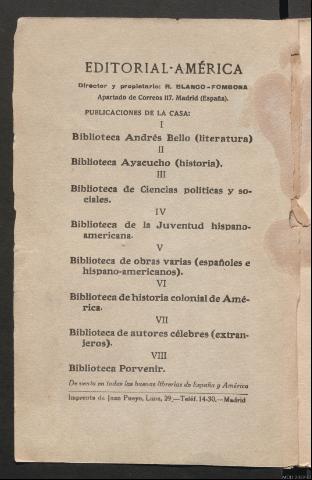 EDITORIAL-AMÉRICA
Director y propietario: R. BLANCO-FOMBONA
Apartado de Correos 117. Madrid (España).
PUBLICACIONES DE LA CASA:
I
Biblioteca Andrés Bello (literatura)
II
Biblioteca Ayacucho (historia).
III
Biblioteca de Ciencias políticas y so-
ciales.
IV
Biblioteca de la Juventud hispano-
americana.
V
Biblioteca de obras varias (españoles e
hispano-americanos).
VI
Biblioteca de historia colonial de Amé-
rica.
VII
Biblioteca de autores célebres (extran-
jeros).
VIII
Biblioteca Porvenir.
De venta en todas las buenas librerías de España y América
Imprenta de Juan Pueyo, Luna, 29.—Teléf. 14-30.—Madrid